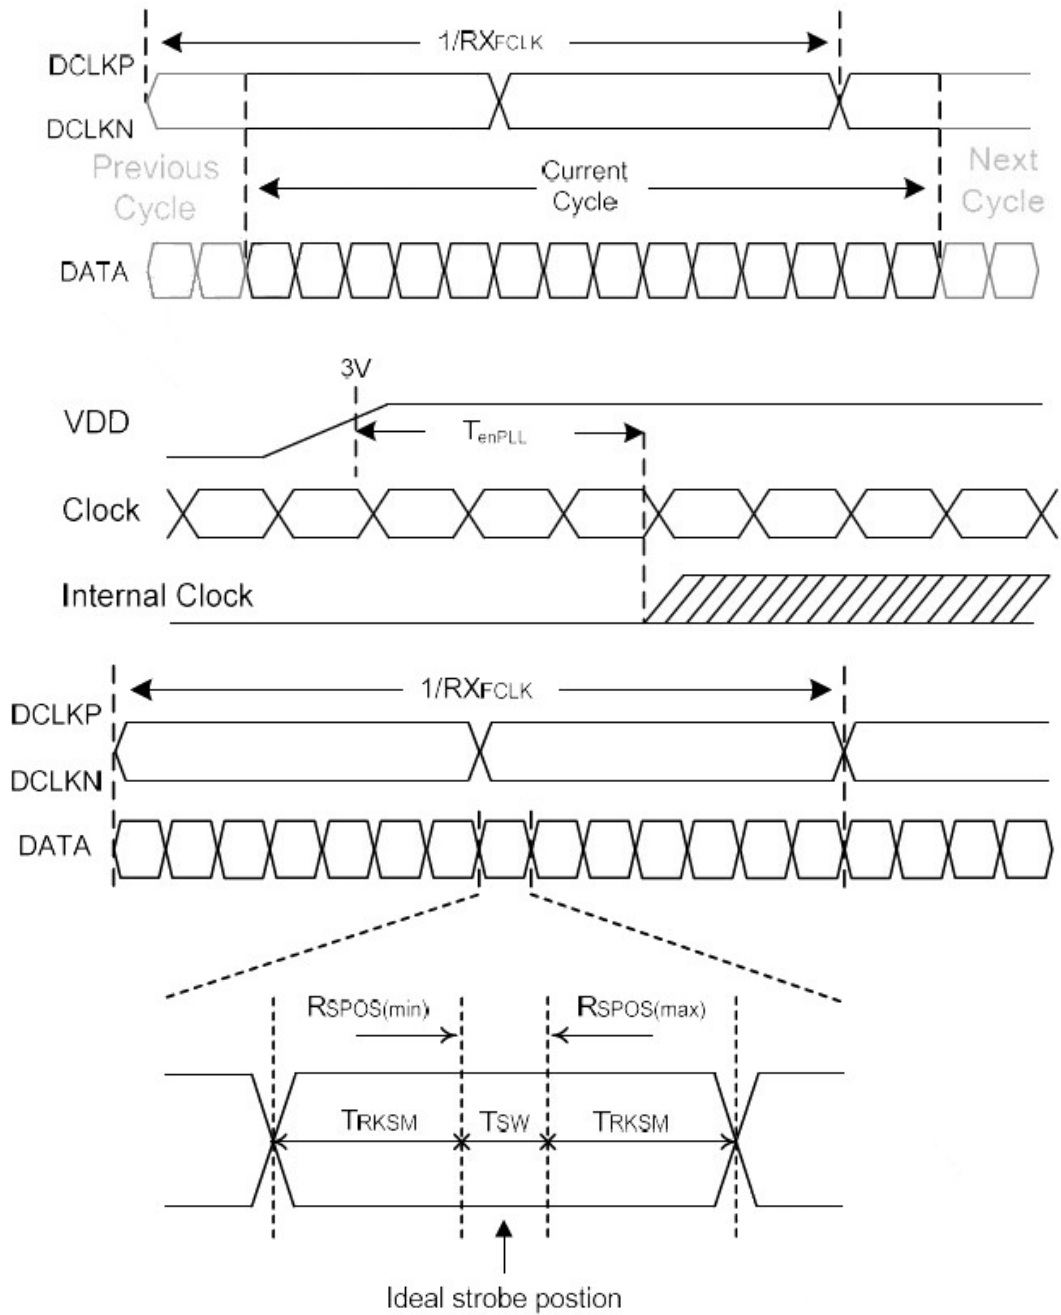 1/RXFCLK
DCLKP
DCLKN
Previous
Cycle
Current
Cycle
Next
Cycle
DATA
3V
VDD
TenPLL
Clock
Internal Clock
1/RXFCLK
DCLKP
DCLKN
DATA
RSPOS(min)
RSPOS(max)
TRKSM
TSW
TRKSM
Ideal strobe postion